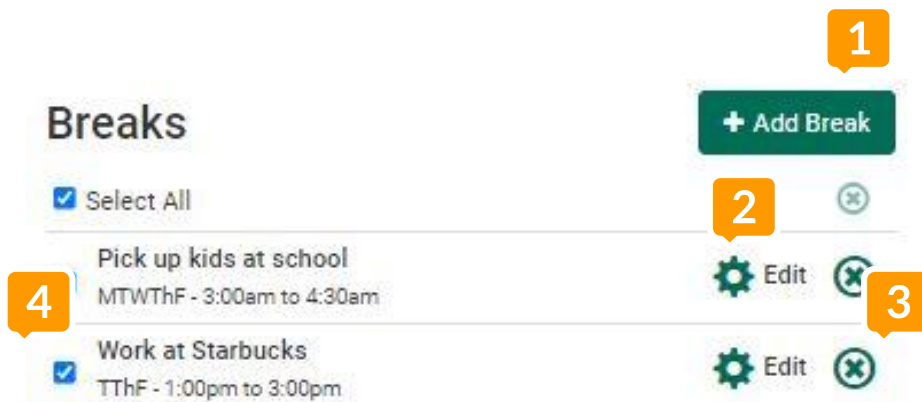 1
Breaks
+ Add Break
Select All
2
Pick up kids at school
MTWThF - 3:00am to 4:30am
Edit
4
3
Work at Starbucks
TThF - 1:00pm to 3:00pm
Edit